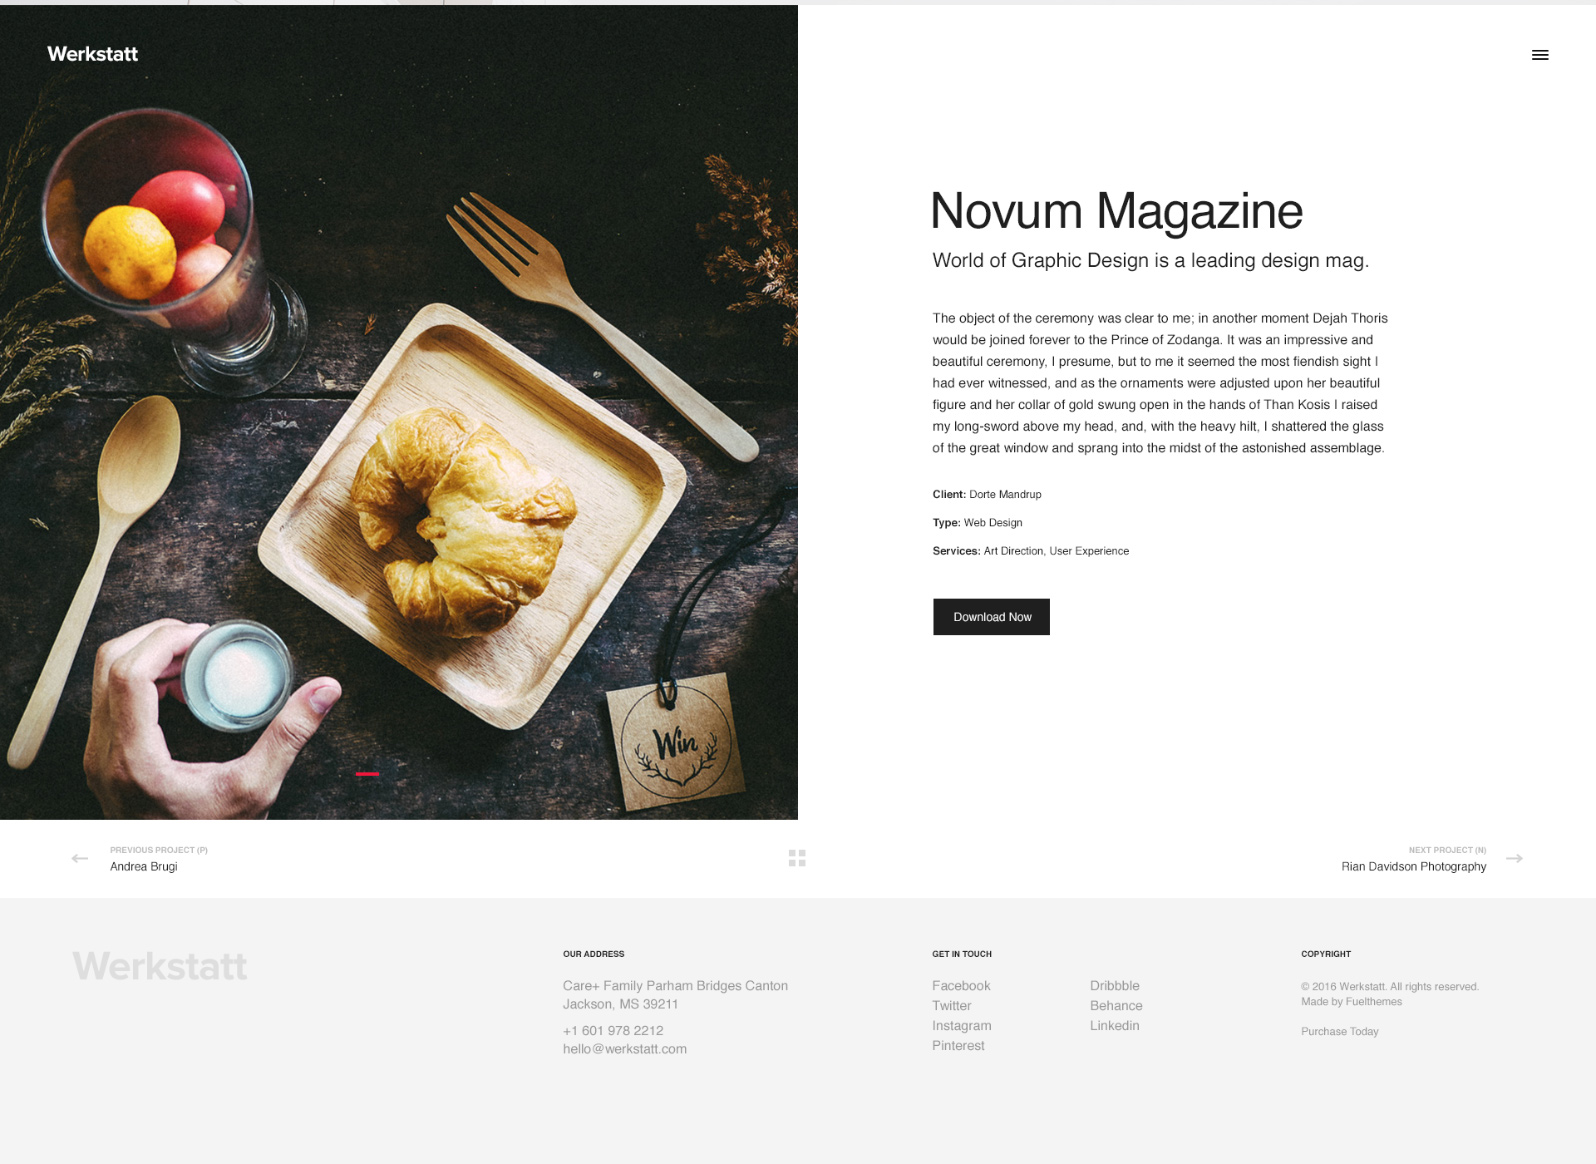 Werkstatt
Novum Magazine
World of Graphic Design is a leading design mag.
The object of the ceremony was clear to me; in another moment Dejah Thoris
would be joined forever to the Prince of Zodanga. It was an impressive and
beautiful ceremony, I presume, but to me it seemed the most fiendish sight I
had ever witnessed, and as the ornaments were adjusted upon her beautiful
figure and her collar of gold swung open in the hands of Than Kosis I raised
my long-sword above my head, and, with the heavy hilt, I shattered the glass
of the great window and sprang into the midst of the astonished assemblage.
Client: Dorte Mandrup
Type: Web Design
Services: Art Direction, User Experience
Download Now
Win
PREVIOUS PROJECT (P)
Andrea Brugi
NEXT PROJECT (N)
Rian Davidson Photography
Werkstatt
OUR ADDRESS
Care+ Family Parham Bridges Canton
Jackson, MS 39211
+1 601 978 2212
hello@werkstatt.com
GET IN TOUCH
Facebook
Twitter
Instagram
Pinterest
Dribbble
Behance
Linkedin
COPYRIGHT
© 2016 Werkstatt. All rights reserved.
Made by Fuelthemes
Purchase Today